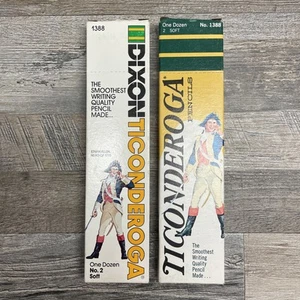 1388
THE
SMOOTHEST
WRITING
QUALITY
PENCIL
MADE...
One Dozen
No. 2
Soft
DIXON TICONDEROGA
One Dozen No. 1388
2 SOFT
TICONDEROGA
PENCILS
The
Smoothest
Writing
Quality
Pencil
Made...